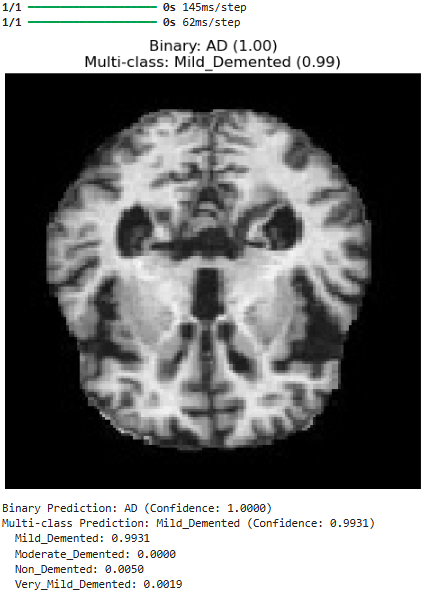 1/1 ━━━━━━━━━━━━━━━━━━━━ 0s 145ms/step
1/1 ━━━━━━━━━━━━━━━━━━━━ 0s 62ms/step
Binary: AD (1.00)
Multi-class: Mild_Demented (0.99)
Binary Prediction: AD (Confidence: 1.0000)
Multi-class Prediction: Mild_Demented (Confidence: 0.9931)
Mild_Demented: 0.9931
Moderate_Demented: 0.0000
Non_Demented: 0.0050
Very_Mild_Demented: 0.0019